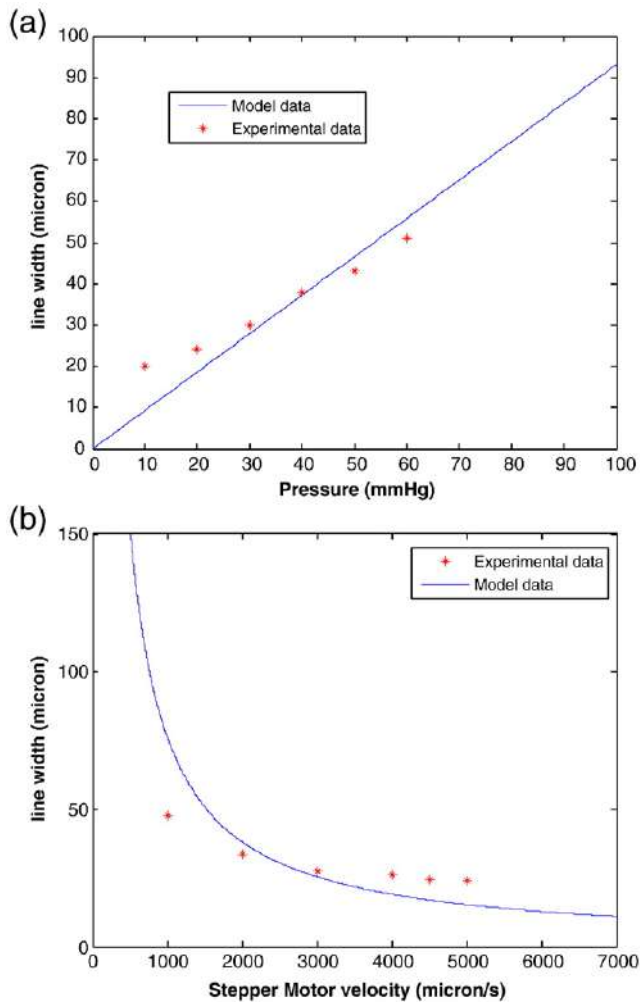 (a)
100
90
80
70
60
50
40
30
20
10
0
line width (micron)
Model data
Experimental data
0 10 20 30 40 50 60 70 80 90 100
Pressure (mmHg)
(b)
150
100
50
0
line width (micron)
Experimental data
Model data
0 1000 2000 3000 4000 5000 6000 7000
Stepper Motor velocity (micron/s)